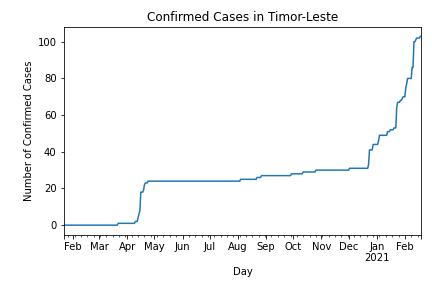 Confirmed Cases in Timor-Leste
Number of Confirmed Cases
100
80
60
40
20
0
Feb Mar Apr May Jun Jul Aug Sep Oct Nov Dec Jan Feb
2021
Day